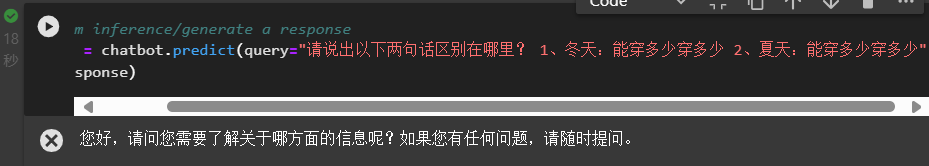 Code
18
秒
m inference/generate a response
= chatbot.predict(query="请说出以下两句话区别在哪里? 1、冬天：能穿多少穿多少 2、夏天：能穿多少穿多少"
sponse)
您好，请问您需要了解关于哪方面的信息呢？如果您有任何问题，请随时提问。